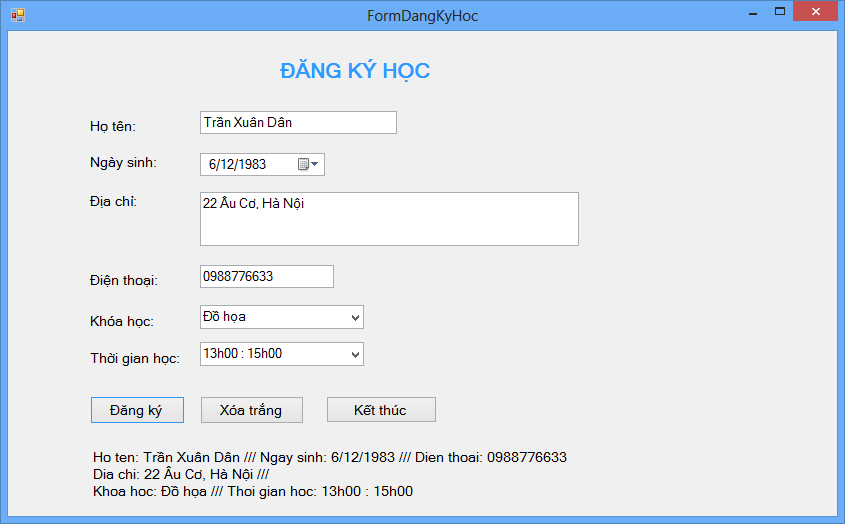 FormDangKyHoc
ĐĂNG KÝ HỌC
Họ tên: Trần Xuân Dân
Ngày sinh: 6/12/1983
Địa chỉ: 22 Âu Cơ, Hà Nội
Điện thoại: 0988776633
Khóa học: Đồ họa
Thời gian học: 13h00 : 15h00
Đăng ký Xóa trắng Kết thúc
Ho ten: Trần Xuân Dân /// Ngay sinh: 6/12/1983 /// Dien thoai: 0988776633
Dia chi: 22 Âu Cơ, Hà Nội ///
Khoa hoc: Đồ họa /// Thoi gian hoc: 13h00 : 15h00